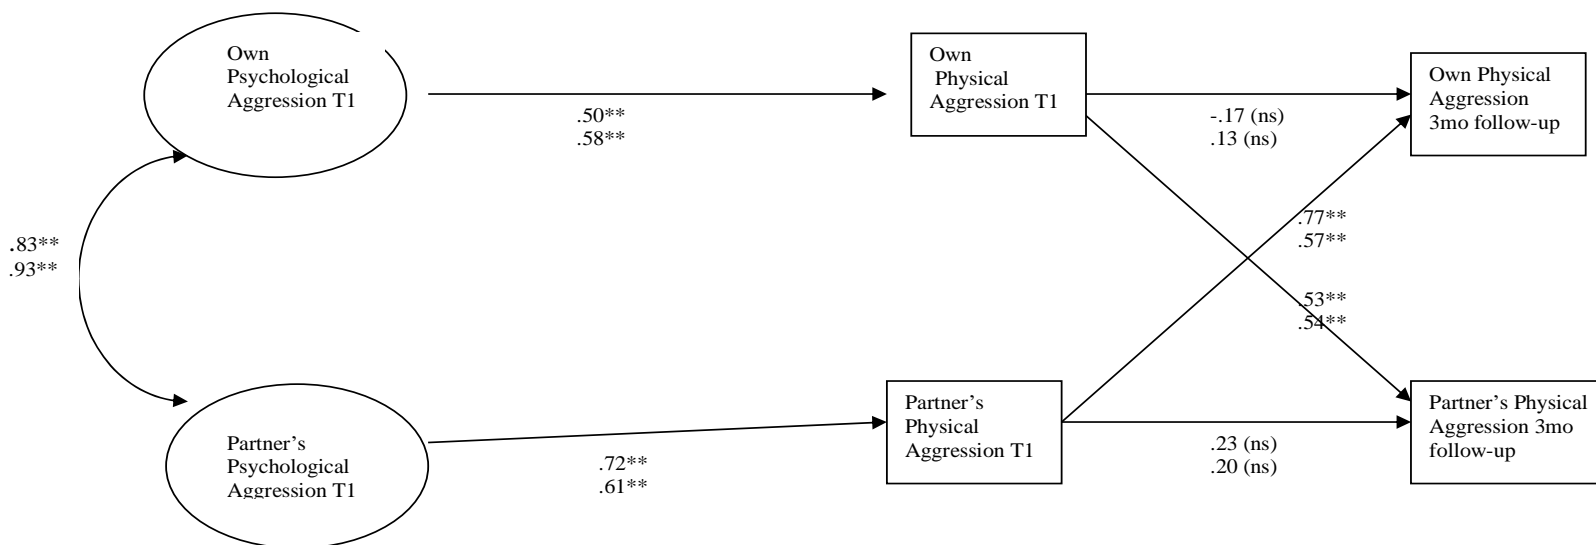 Own
Psychological
Aggression T1
Own
Physical
Aggression T1
Own Physical
Aggression
3mo follow-up
.50**
.58**
-.17 (ns)
.13 (ns)
.83**
.93**
.77**
.57**
.53**
.54**
Partner's
Psychological
Aggression T1
Partner's
Physical
Aggression T1
Partner's Physical
Aggression 3mo
follow-up
.72**
.61**
.23 (ns)
.20 (ns)